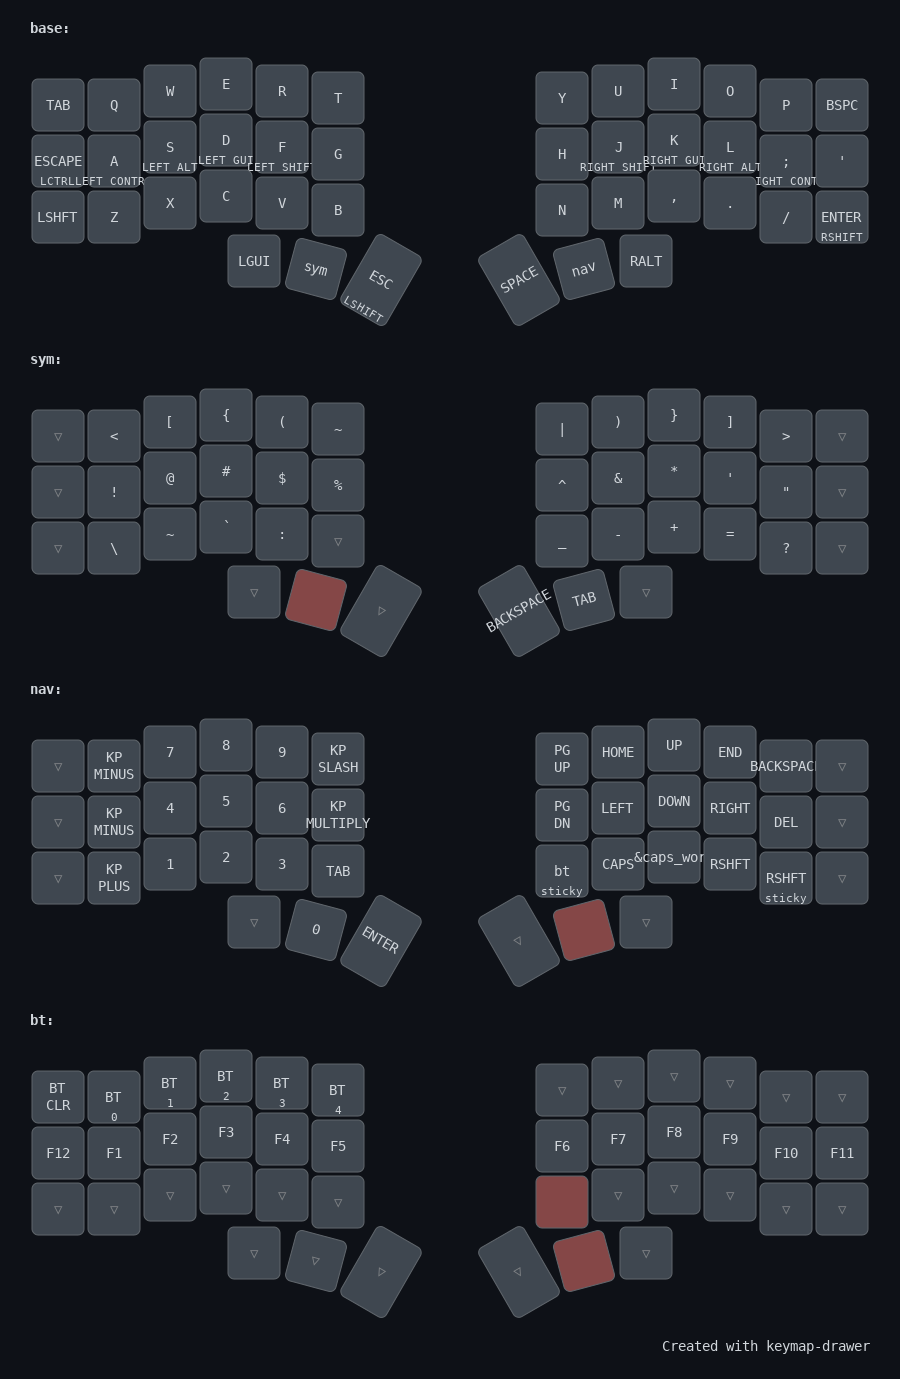 base:
TAB Q W E R T Y U I O P BSPC
ESCAPE LCTRL A LEFT CONTR S LEFT ALT D LEFT GUI F LEFT SHIF G H J RIGHT SHIF K RIGHT GUI L RIGHT ALT ; IGHT CONT '
LSHFT Z X C V B N M , . / ENTER RSHIFT
LGUI sym ESC LSHIFT SPACE nav RALT
sym:
▽ < [ { ( ~ | ) } ] > ▽
▽ ! @ # $ % ^ & * ' " ▽
▽ \ ~ ` : ▽ _ - + = ? ▽
▽ ▽ BACKSPACE TAB ▽
nav:
▽ KP MINUS 7 8 9 KP SLASH PG UP HOME UP END BACKSPAC ▽
▽ KP MINUS 4 5 6 KP MULTIPLY PG DN LEFT DOWN RIGHT DEL ▽
▽ KP PLUS 1 2 3 TAB bt sticky CAPS &caps_wor RSHFT RSHFT sticky ▽
▽ 0 ENTER ▽ ▽
bt:
BT CLR BT 0 BT 1 BT 2 BT 3 BT 4 ▽ ▽ ▽ ▽ ▽ ▽
F12 F1 F2 F3 F4 F5 F6 F7 F8 F9 F10 F11
▽ ▽ ▽ ▽ ▽ ▽ ▽ ▽ ▽ ▽ ▽
▽ ▽ ▽ ▽ ▽
Created with keymap-drawer